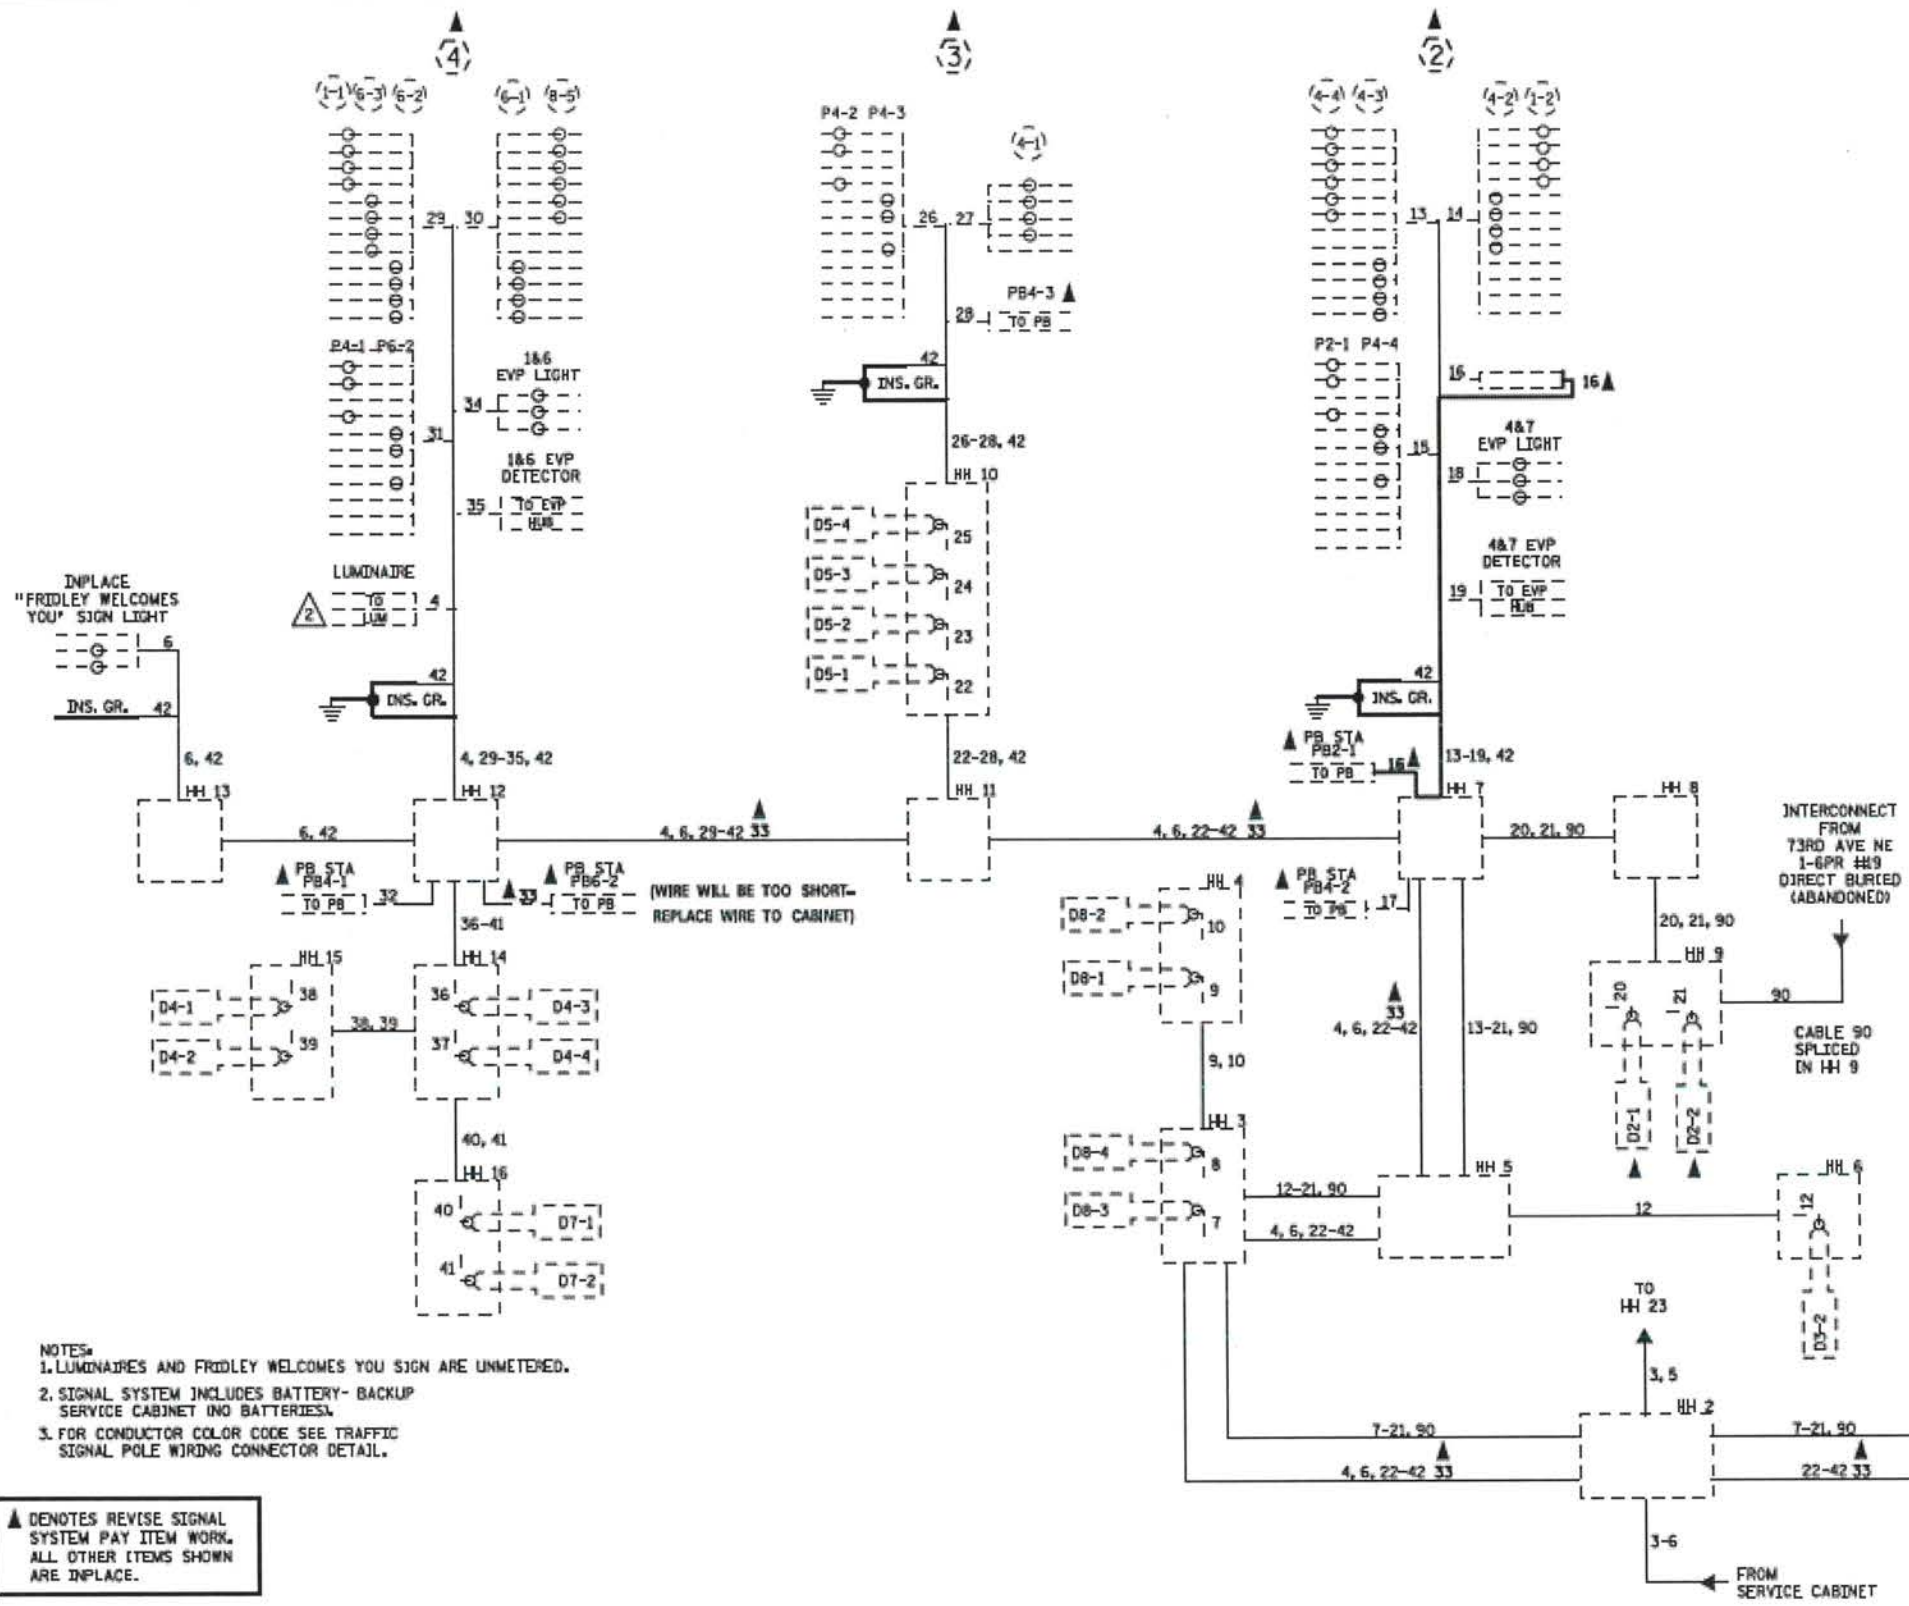 4
3
2
1-1 6-3 6-2
6-1 8-5
P4-2 P4-3
4-1
4-4 4-3
4-2 1-2
29 30
26 27
13 14
PB4-3
28 TO PB
P4-1 P6-2
1&6
EVP LIGHT
34
31
1&6 EVP
DETECTOR
35 TO EVP
HUB
42
INS. GR.
26-28, 42
HH 10
D5-4 25
D5-3 24
D5-2 23
D5-1 22
P2-1 P4-4
16 16
4&7
EVP LIGHT
15
18
4&7 EVP
DETECTOR
19 TO EVP
HUB
INPLACE
"FRIDLEY WELCOMES
YOU" SIGN LIGHT
6
INS. GR. 42
LUMINAIRE
2 TO
LUM 4
42
INS. GR.
42
INS. GR.
PB STA
PB2-1
TO PB 16
13-19, 42
6, 42
4, 29-35, 42
22-28, 42
HH 13
HH 12
HH 11
HH 7
HH 8
6, 42
4, 6, 29-42 33
4, 6, 22-42 33
20, 21, 90
INTERCONNECT
FROM
73RD AVE NE
1-6PR #19
DIRECT BURIED
(ABANDONED)
PB STA
PB4-1
TO PB 32
33
PB STA
PB6-2
TO PB
(WIRE WILL BE TOO SHORT-
REPLACE WIRE TO CABINET)
36-41
HH 4
D8-2 10
D8-1 9
PB STA
PB4-2
TO PB 17
20, 21, 90
HH 9
20 21
90
D2-1 D2-2
CABLE 90
SPLICED
IN HH 9
HH 15
HH 14
D4-1 38
D4-2 39
38, 39
36 D4-3
37 D4-4
33
4, 6, 22-42
13-21, 90
9, 10
40, 41
HH 16
40 D7-1
41 D7-2
HH 3
D8-4 8
D8-3 7
12-21, 90
4, 6, 22-42
HH 5
12
HH 6
12
D3-2
TO
HH 23
3, 5
HH 2
7-21, 90
4, 6, 22-42 33
7-21, 90
22-42 33
3-6
FROM
SERVICE CABINET
NOTES:
1. LUMINAIRES AND FRIDLEY WELCOMES YOU SIGN ARE UNMETERED.
2. SIGNAL SYSTEM INCLUDES BATTERY- BACKUP
SERVICE CABINET (NO BATTERIES).
3. FOR CONDUCTOR COLOR CODE SEE TRAFFIC
SIGNAL POLE WIRING CONNECTOR DETAIL.
DENOTES REVISE SIGNAL
SYSTEM PAY ITEM WORK.
ALL OTHER ITEMS SHOWN
ARE INPLACE.